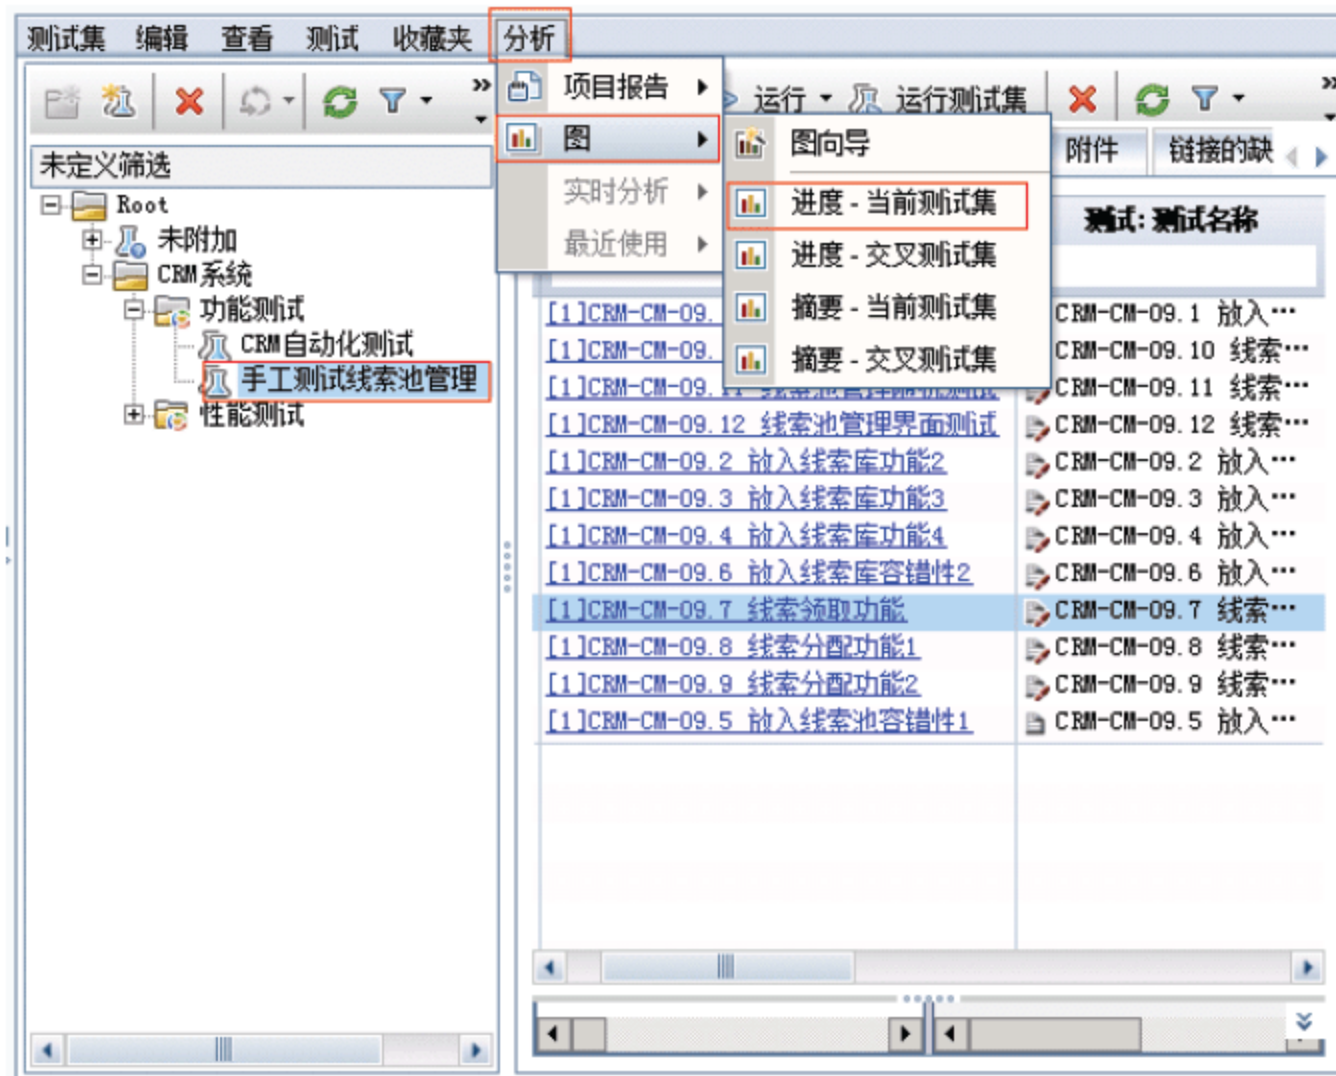 测试集 编辑 查看 测试 收藏夹 分析
项目报告
图
实时分析
最近使用
运行 运行测试集
图向导
进度 - 当前测试集
进度 - 交叉测试集
摘要 - 当前测试集
摘要 - 交叉测试集
附件 链接的缺
未定义筛选
Root
未附加
CRM系统
功能测试
CRM自动化测试
手工测试线索池管理
性能测试
测试: 测试名称
[1]CRM-CM-09. CRM-CM-09.1 放入…
[1]CRM-CM-09. CRM-CM-09.10 线索…
[1]CRM-CM-09.11 CRM-CM-09.11 线索…
[1]CRM-CM-09.12 线索池管理界面测试 CRM-CM-09.12 线索…
[1]CRM-CM-09.2 放入线索库功能2 CRM-CM-09.2 放入…
[1]CRM-CM-09.3 放入线索库功能3 CRM-CM-09.3 放入…
[1]CRM-CM-09.4 放入线索库功能4 CRM-CM-09.4 放入…
[1]CRM-CM-09.6 放入线索库容错性2 CRM-CM-09.6 放入…
[1]CRM-CM-09.7 线索领取功能 CRM-CM-09.7 线索…
[1]CRM-CM-09.8 线索分配功能1 CRM-CM-09.8 线索…
[1]CRM-CM-09.9 线索分配功能2 CRM-CM-09.9 线索…
[1]CRM-CM-09.5 放入线索池容错性1 CRM-CM-09.5 放入…